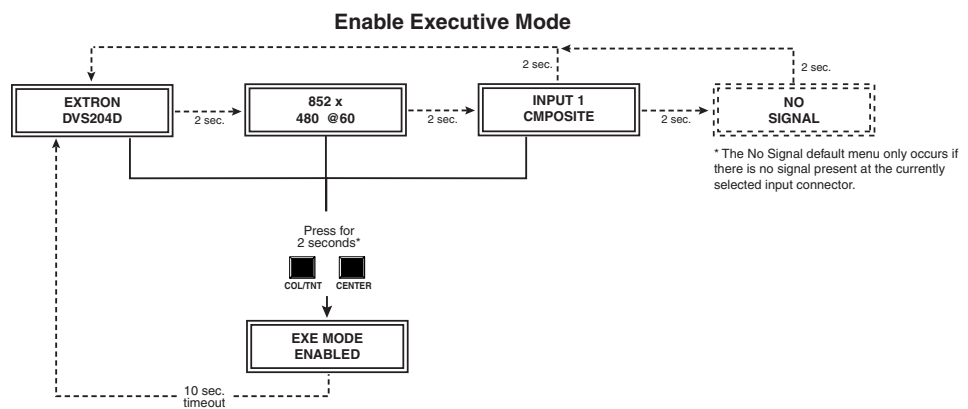 Enable Executive Mode
2 sec.
2 sec.
EXTRON
DVS204D
2 sec.
852 x
480 @60
2 sec.
INPUT 1
CMPOSITE
2 sec.
NO
SIGNAL
* The No Signal default menu only occurs if
there is no signal present at the currently
selected input connector.
Press for
2 seconds*
COL/TNT
CENTER
EXE MODE
ENABLED
10 sec.
timeout